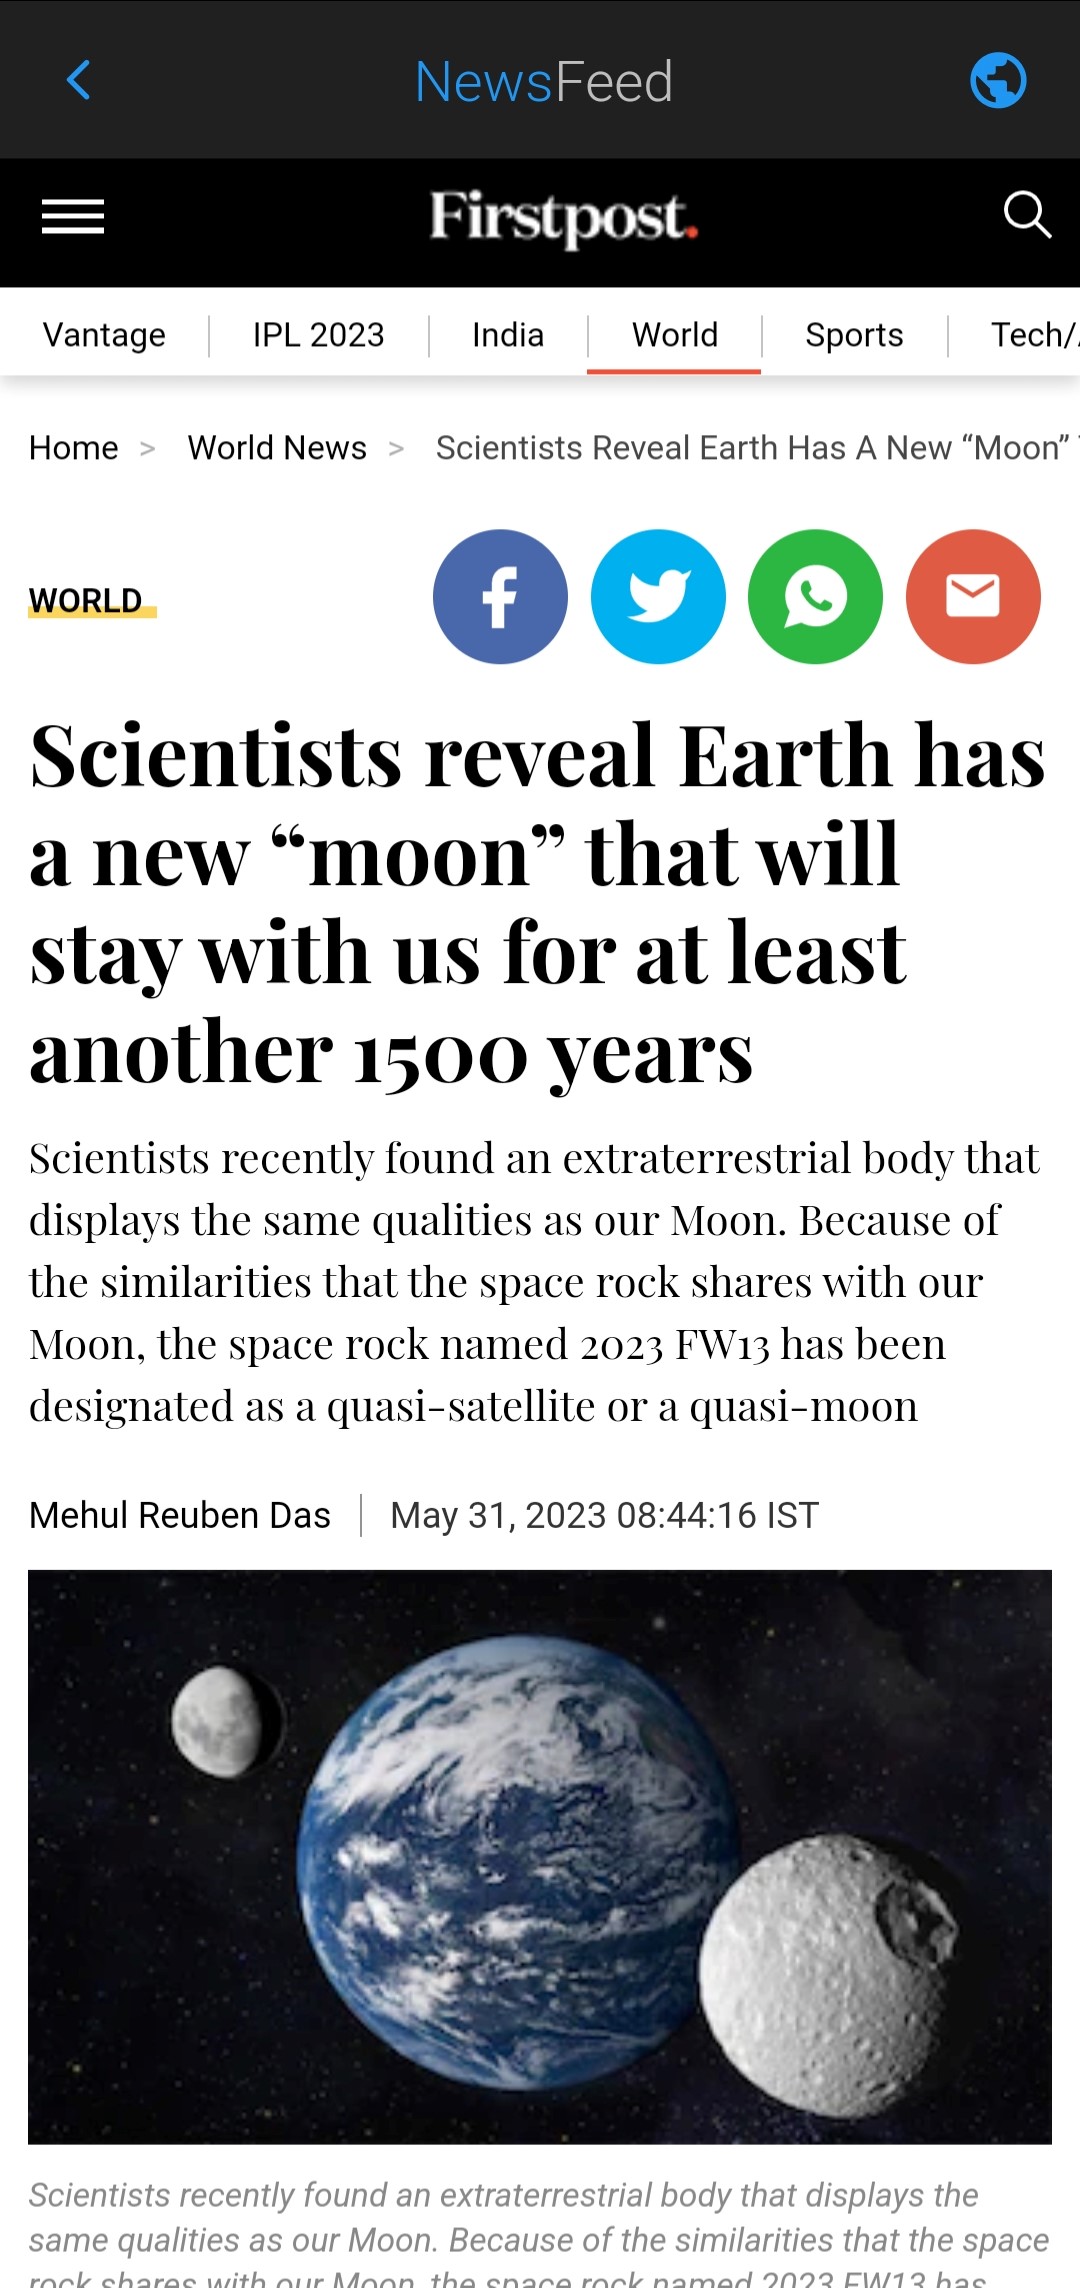 NewsFeed
Firstpost.
Vantage IPL 2023 India World Sports Tech/
Home > World News > Scientists Reveal Earth Has A New “Moon”
WORLD
Scientists reveal Earth has
a new “moon” that will
stay with us for at least
another 1500 years
Scientists recently found an extraterrestrial body that
displays the same qualities as our Moon. Because of
the similarities that the space rock shares with our
Moon, the space rock named 2023 FW13 has been
designated as a quasi-satellite or a quasi-moon
Mehul Reuben Das | May 31, 2023 08:44:16 IST
Scientists recently found an extraterrestrial body that displays the
same qualities as our Moon. Because of the similarities that the space
rock shares with our Moon, the space rock named 2023 FW13 has